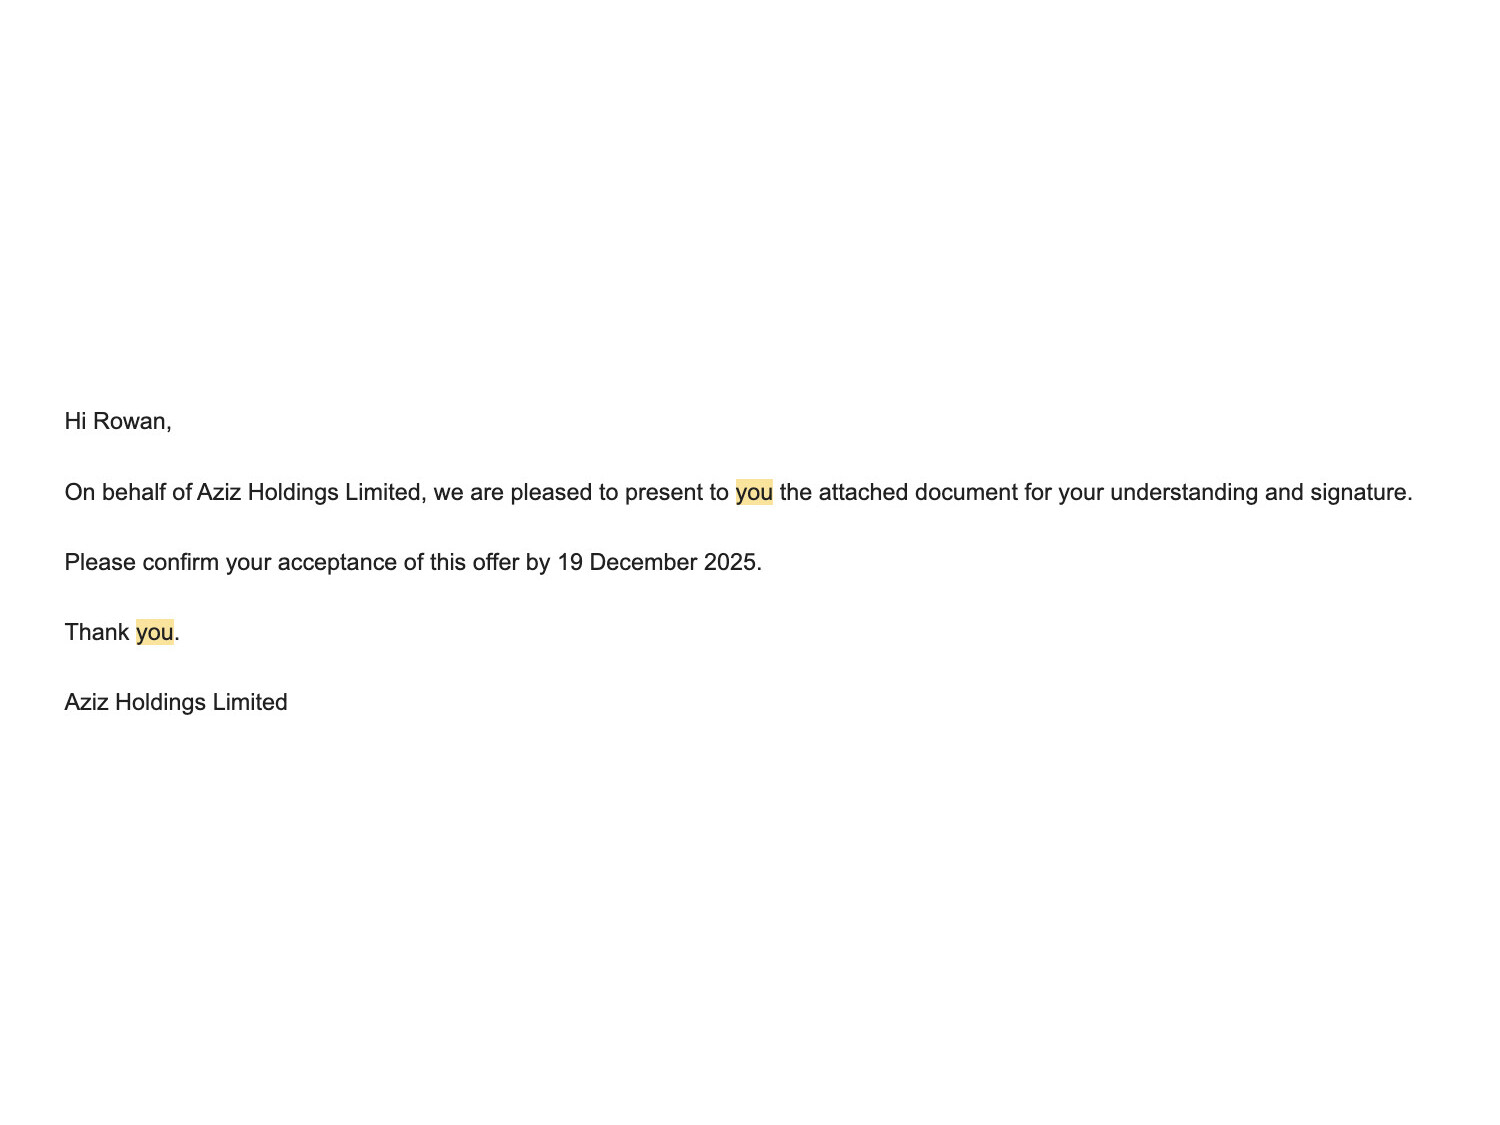 Hi Rowan,
On behalf of Aziz Holdings Limited, we are pleased to present to you the attached document for your understanding and signature.
Please confirm your acceptance of this offer by 19 December 2025.
Thank you.
Aziz Holdings Limited